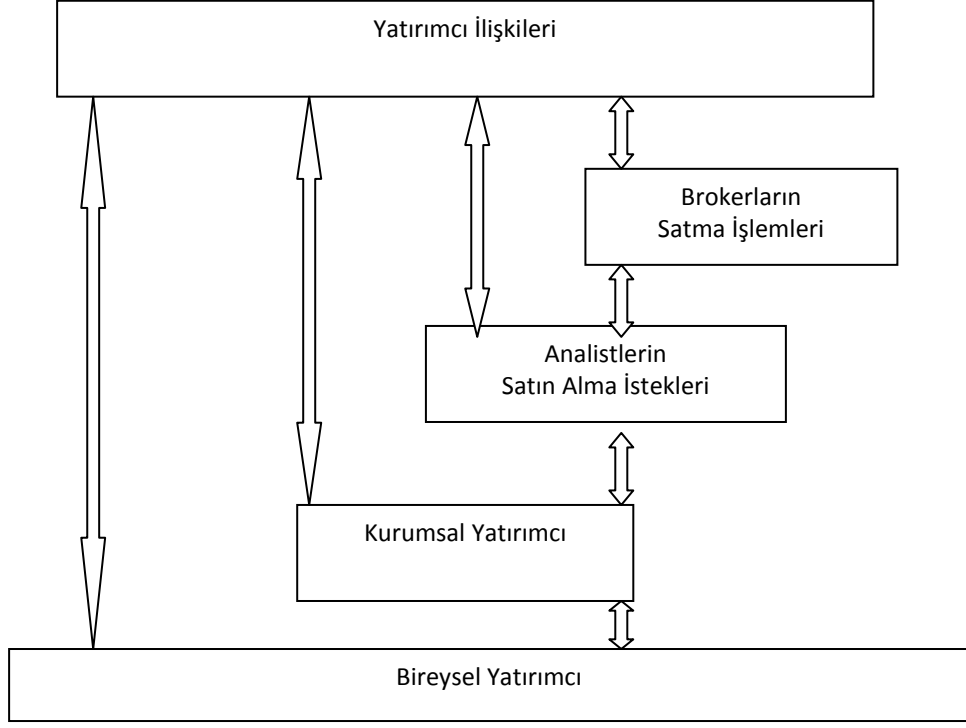 Yatırımcı İlişkileri
Brokerların
Satma İşlemleri
Analistlerin
Satın Alma İstekleri
Kurumsal Yatırımcı
Bireysel Yatırımcı